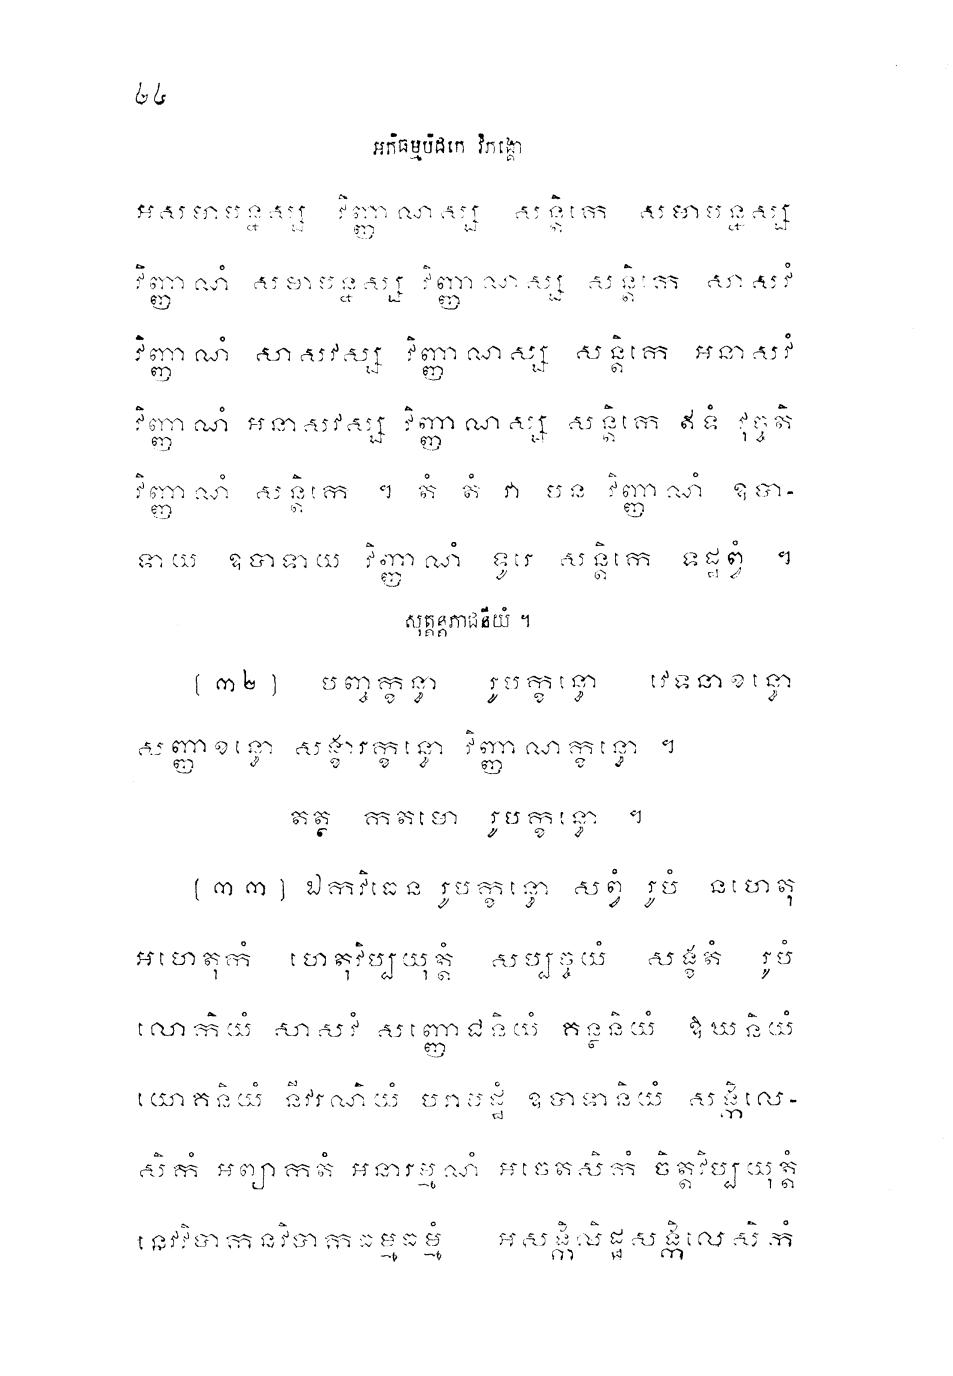 ៤៤
អភិធម្មបិដកេ វិភង្គោ
អសមាបន្នស្ស វិញ្ញាណស្ស សន្តិកេ សមាបន្នស្ស
វិញ្ញាណំ សមាបន្នស្ស វិញ្ញាណស្ស សន្តិកេ សាសវំ
វិញ្ញាណំ សាសវស្ស វិញ្ញាណស្ស សន្តិកេ អនាសវំ
វិញ្ញាណំ អនាសវស្ស វិញ្ញាណស្ស សន្តិកេ ឥទំ វុច្ចតិ
វិញ្ញាណំ សន្តិកេ ។ តំ តំ វា បន វិញ្ញាណំ ឧបា-
ទាយ ឧបាទាយ វិញ្ញាណំ ទូរេ សន្តិកេ ទដ្ឋព្វំ ។
សុត្តន្តភាជនីយំ ។
(៣២) បញ្ចក្ខន្ធា រូបក្ខន្ធោ វេទនាខន្ធោ
សញ្ញាខន្ធោ សង្ខារក្ខន្ធោ វិញ្ញាណក្ខន្ធោ ។
តត្ថ កតមោ រូបក្ខន្ធោ ។
(៣៣) ឯកវិធេន រូបក្ខន្ធោ សព្វំ រូបំ នហេតុ
អហេតុកំ ហេតុវិប្បយុត្តំ សប្បច្ចយំ សង្ខតំ រូបំ
លោកិយំ សាសវំ សញ្ញោជនិយំ គន្ថនិយំ ឱឃនិយំ
យោគនិយំ នីវរណិយំ បរាមដ្ឋំ ឧបាទានិយំ សង្កិលេ-
សិកំ អព្យាកតំ អនារម្មណំ អចេតសិកំ ចិត្តវិប្បយុត្តំ
នេវវិបាកនវិបាកធម្មធម្មំ អសង្កិលិដ្ឋសង្កិលេសិកំ